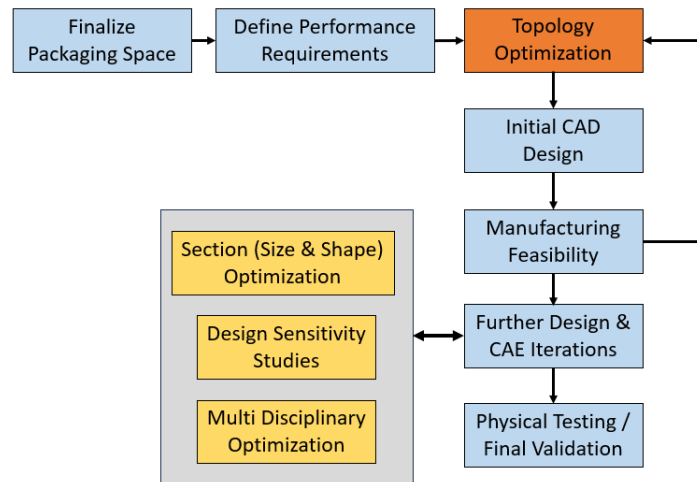 Finalize
Packaging Space
Define Performance
Requirements
Topology
Optimization
Initial CAD
Design
Manufacturing
Feasibility
Section (Size & Shape)
Optimization
Design Sensitivity
Studies
Multi Disciplinary
Optimization
Further Design &
CAE Iterations
Physical Testing /
Final Validation